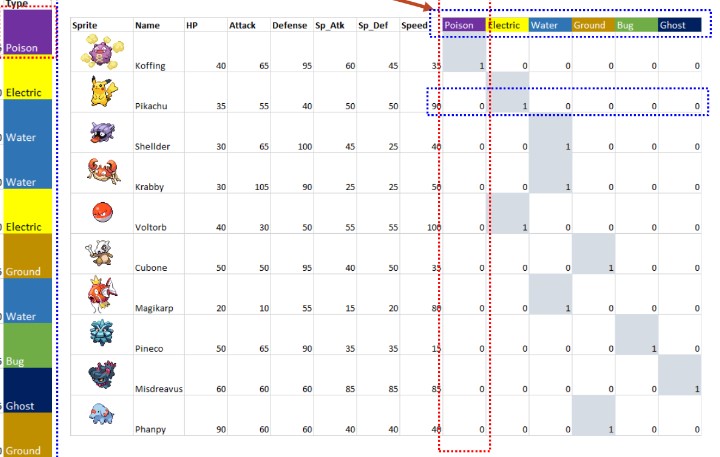 Type
Poison
Electric
Water
Water
Electric
Ground
Water
Bug
Ghost
Ground
Sprite Name HP Attack Defense Sp_Atk Sp_Def Speed Poison Electric Water Ground Bug Ghost
Koffing 40 65 95 60 45 35 1 0 0 0 0 0
Pikachu 35 55 40 50 50 90 0 1 0 0 0 0
Shellder 30 65 100 45 25 40 0 0 1 0 0 0
Krabby 30 105 90 25 25 50 0 0 1 0 0 0
Voltorb 40 30 50 55 55 100 0 1 0 0 0 0
Cubone 50 50 95 40 50 35 0 0 0 1 0 0
Magikarp 20 10 55 15 20 80 0 0 1 0 0 0
Pineco 50 65 90 35 35 15 0 0 0 0 1 0
Misdreavus 60 60 60 85 85 85 0 0 0 0 0 1
Phanpy 90 60 60 40 40 40 0 0 0 1 0 0